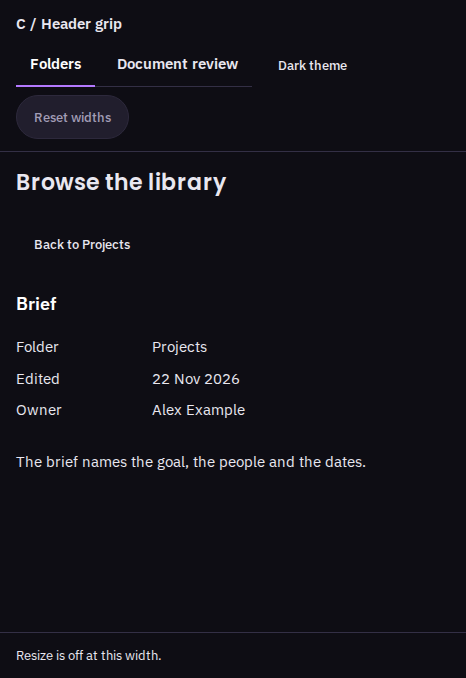 C / Header grip
Folders Document review Dark theme
Reset widths
Browse the library
Back to Projects
Brief
Folder Projects
Edited 22 Nov 2026
Owner Alex Example
The brief names the goal, the people and the dates.
Resize is off at this width.